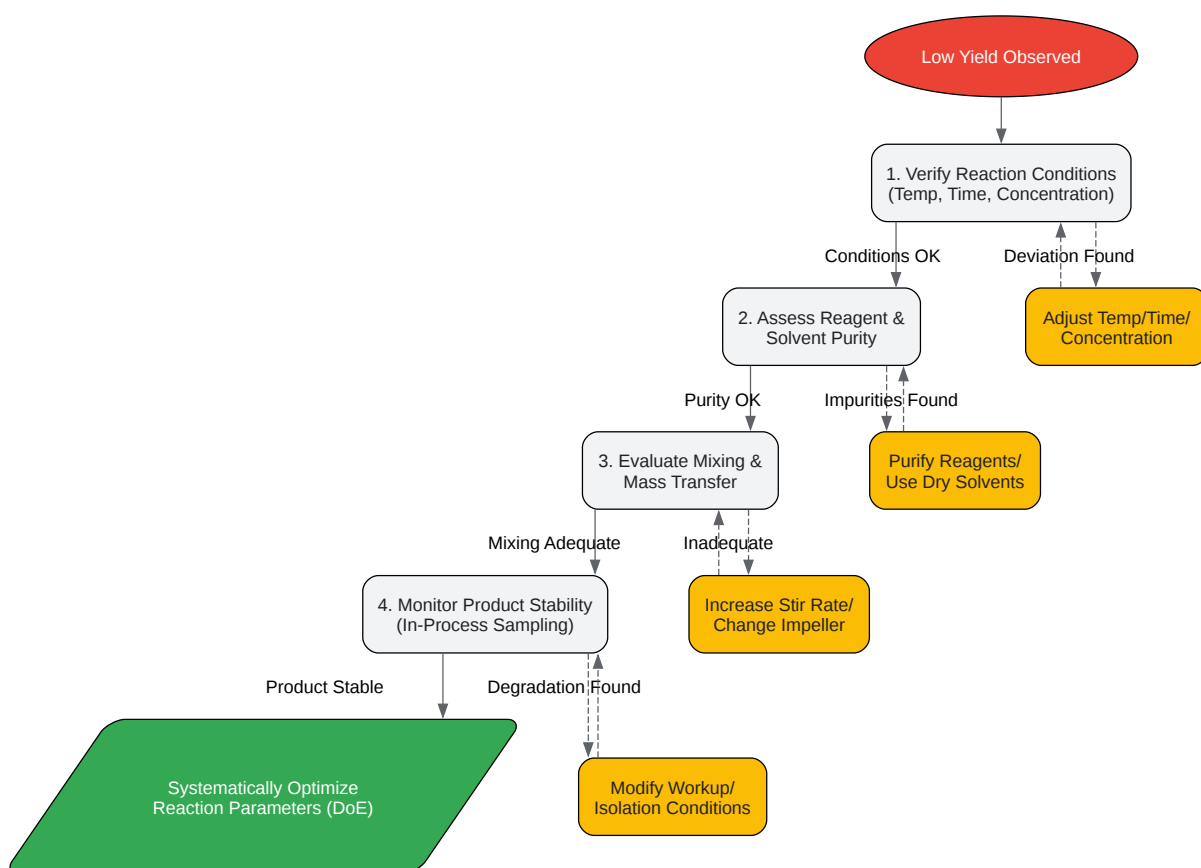 Low Yield Observed
1. Verify Reaction Conditions
(Temp, Time, Concentration)
Conditions OK
Deviation Found
2. Assess Reagent &
Solvent Purity
Adjust Temp/Time/
Concentration
Purity OK
Impurities Found
3. Evaluate Mixing &
Mass Transfer
Purify Reagents/
Use Dry Solvents
Mixing Adequate
Inadequate
4. Monitor Product Stability
(In-Process Sampling)
Increase Stir Rate/
Change Impeller
Product Stable
Degradation Found
Systematically Optimize
Reaction Parameters (DoE)
Modify Workup/
Isolation Conditions